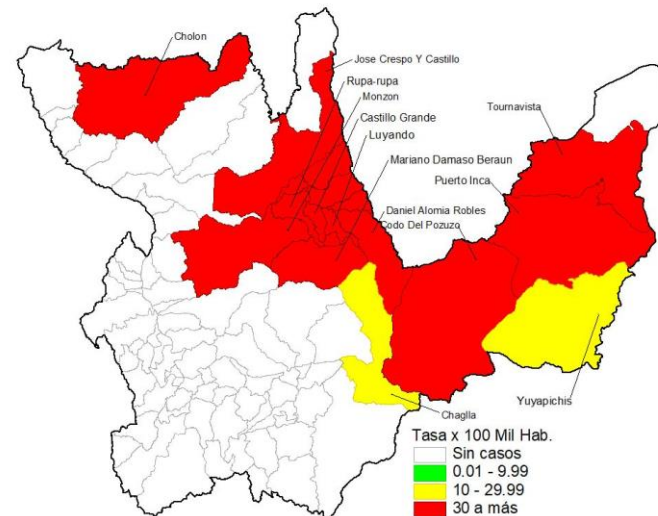 Cholon
Jose Crespo Y Castillo
Rupa-rupa
Monzon
Castillo Grande
Luyando
Mariano Damaso Beraun
Tournavista
Puerto Inca
Daniel Alomia Robles
Codo Del Pozuzo
Yuyapichis
Chaglla
Tasa x 100 Mil Hab.
Sin casos
0.01 - 9.99
10 - 29.99
30 a más